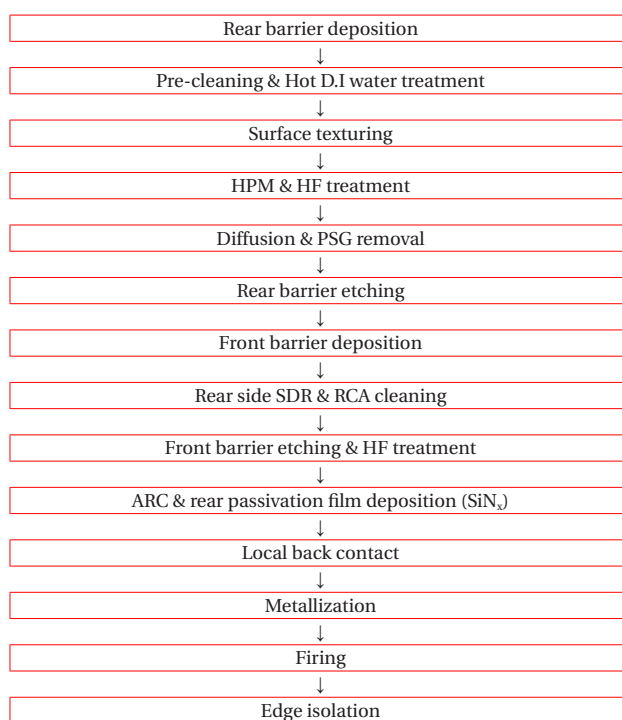 Rear barrier deposition
↓
Pre-cleaning & Hot D.I water treatment
↓
Surface texturing
↓
HPM & HF treatment
↓
Diffusion & PSG removal
↓
Rear barrier etching
↓
Front barrier deposition
↓
Rear side SDR & RCA cleaning
↓
Front barrier etching & HF treatment
↓
ARC & rear passivation film deposition (SiNₓ)
↓
Local back contact
↓
Metallization
↓
Firing
↓
Edge isolation